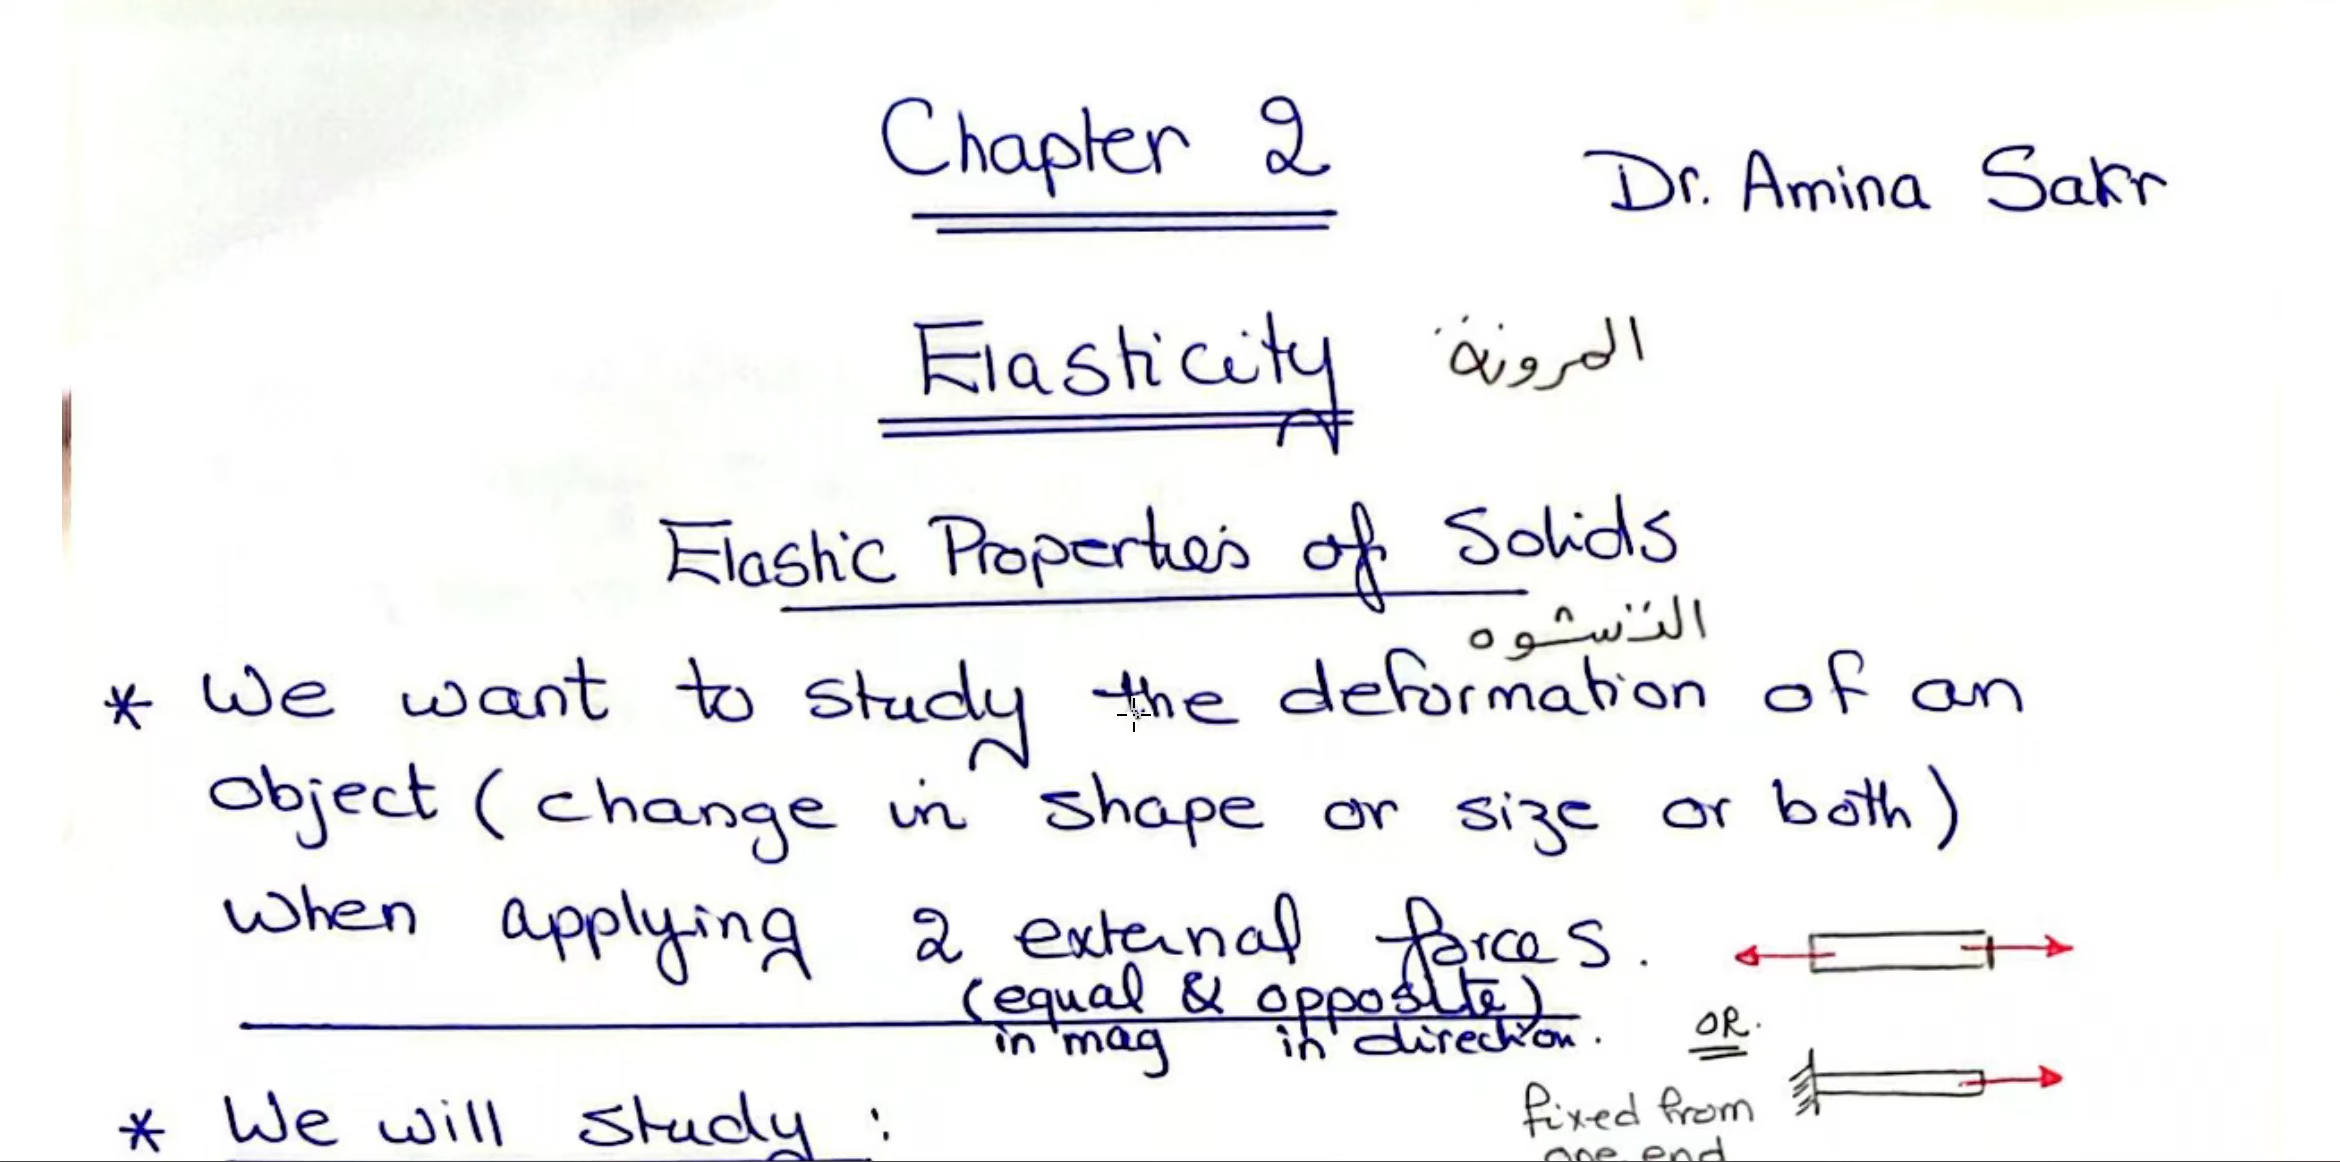 Chapter 2
Dr. Amina Sakr
Elasticity المرونة
Elastic Properties of Solids
التشوه
* We want to study the deformation of an
object (change in shape or size or both)
when applying 2 external forces.
(equal & opposite)
in mag in direction.
OR.
fixed from
one end
* We will study :